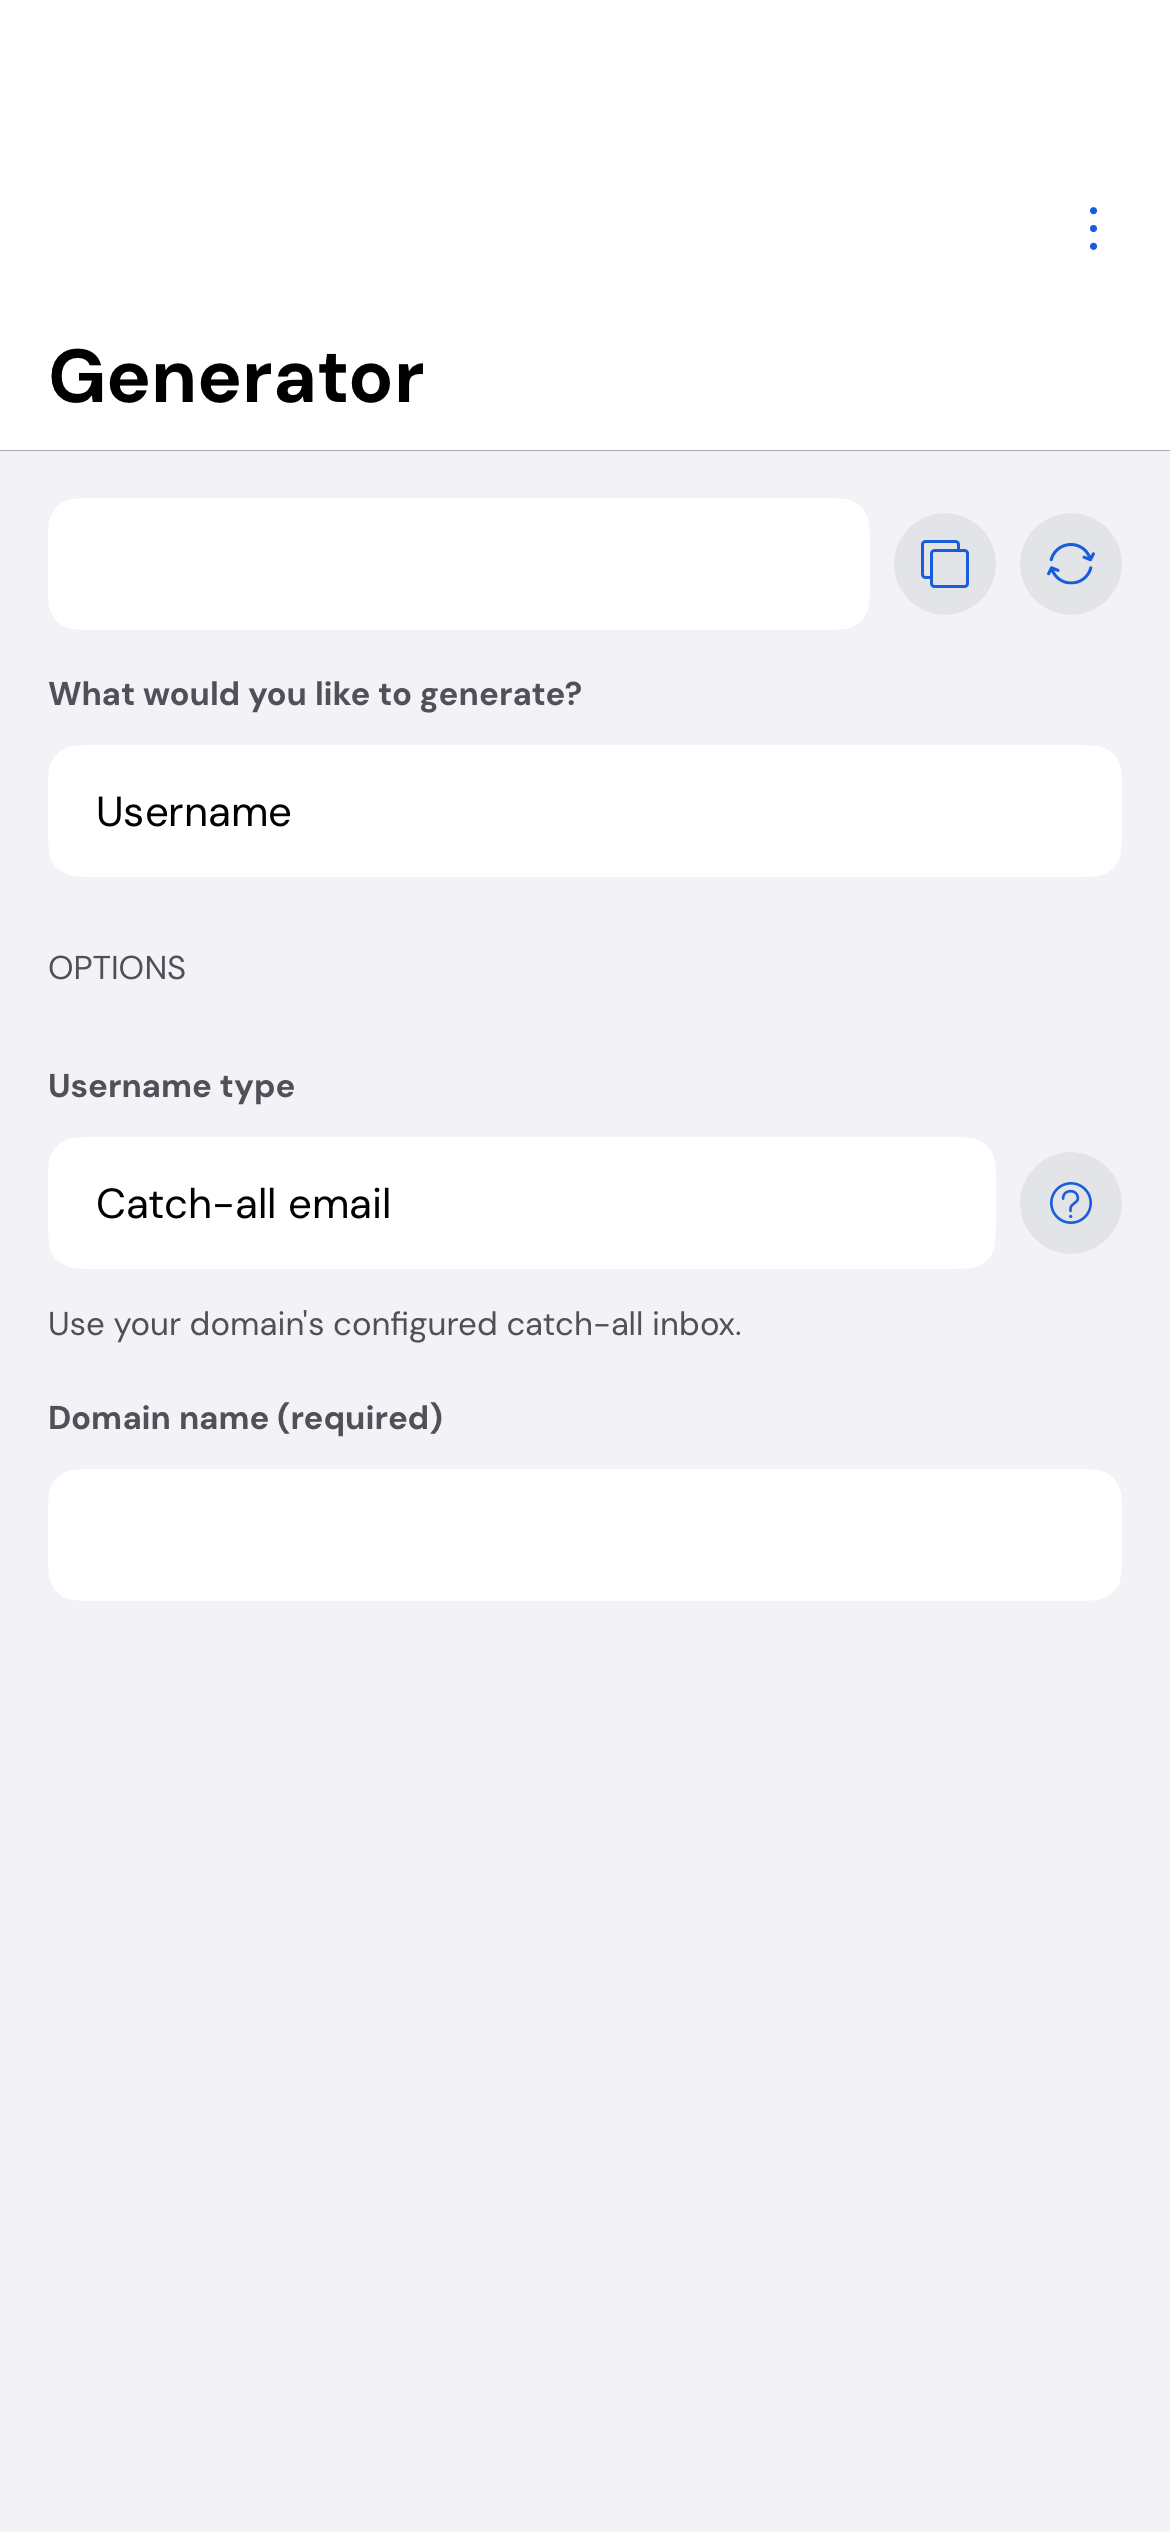 Generator
What would you like to generate?
Username
OPTIONS
Username type
Catch-all email
Use your domain's configured catch-all inbox.
Domain name (required)